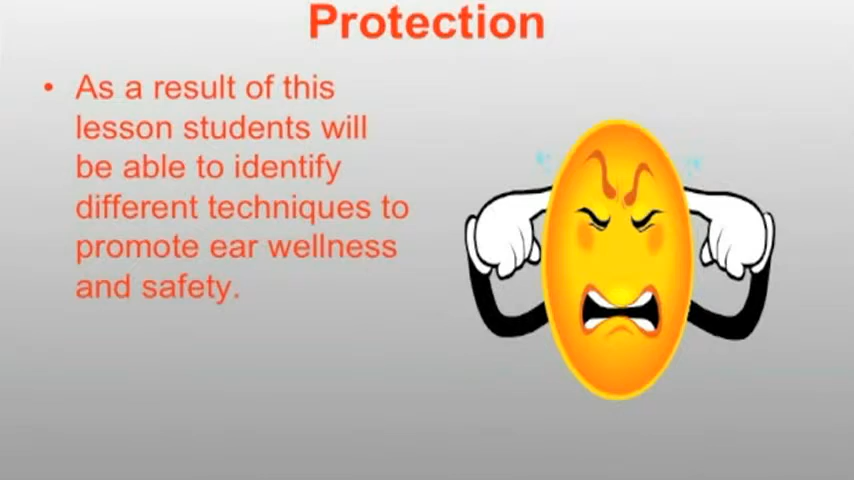 Protection
• As a result of this
lesson students will
be able to identify
different techniques to
promote ear wellness
and safety.